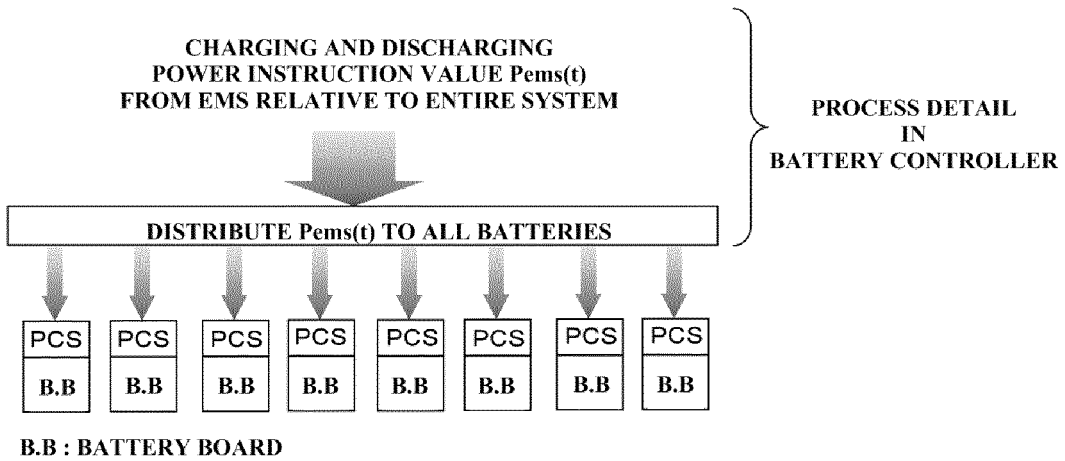 CHARGING AND DISCHARGING
POWER INSTRUCTION VALUE Pems(t)
FROM EMS RELATIVE TO ENTIRE SYSTEM
PROCESS DETAIL
IN
BATTERY CONTROLLER
DISTRIBUTE Pems(t) TO ALL BATTERIES
PCS PCS PCS PCS PCS PCS PCS PCS
B.B B.B B.B B.B B.B B.B B.B B.B
B.B : BATTERY BOARD